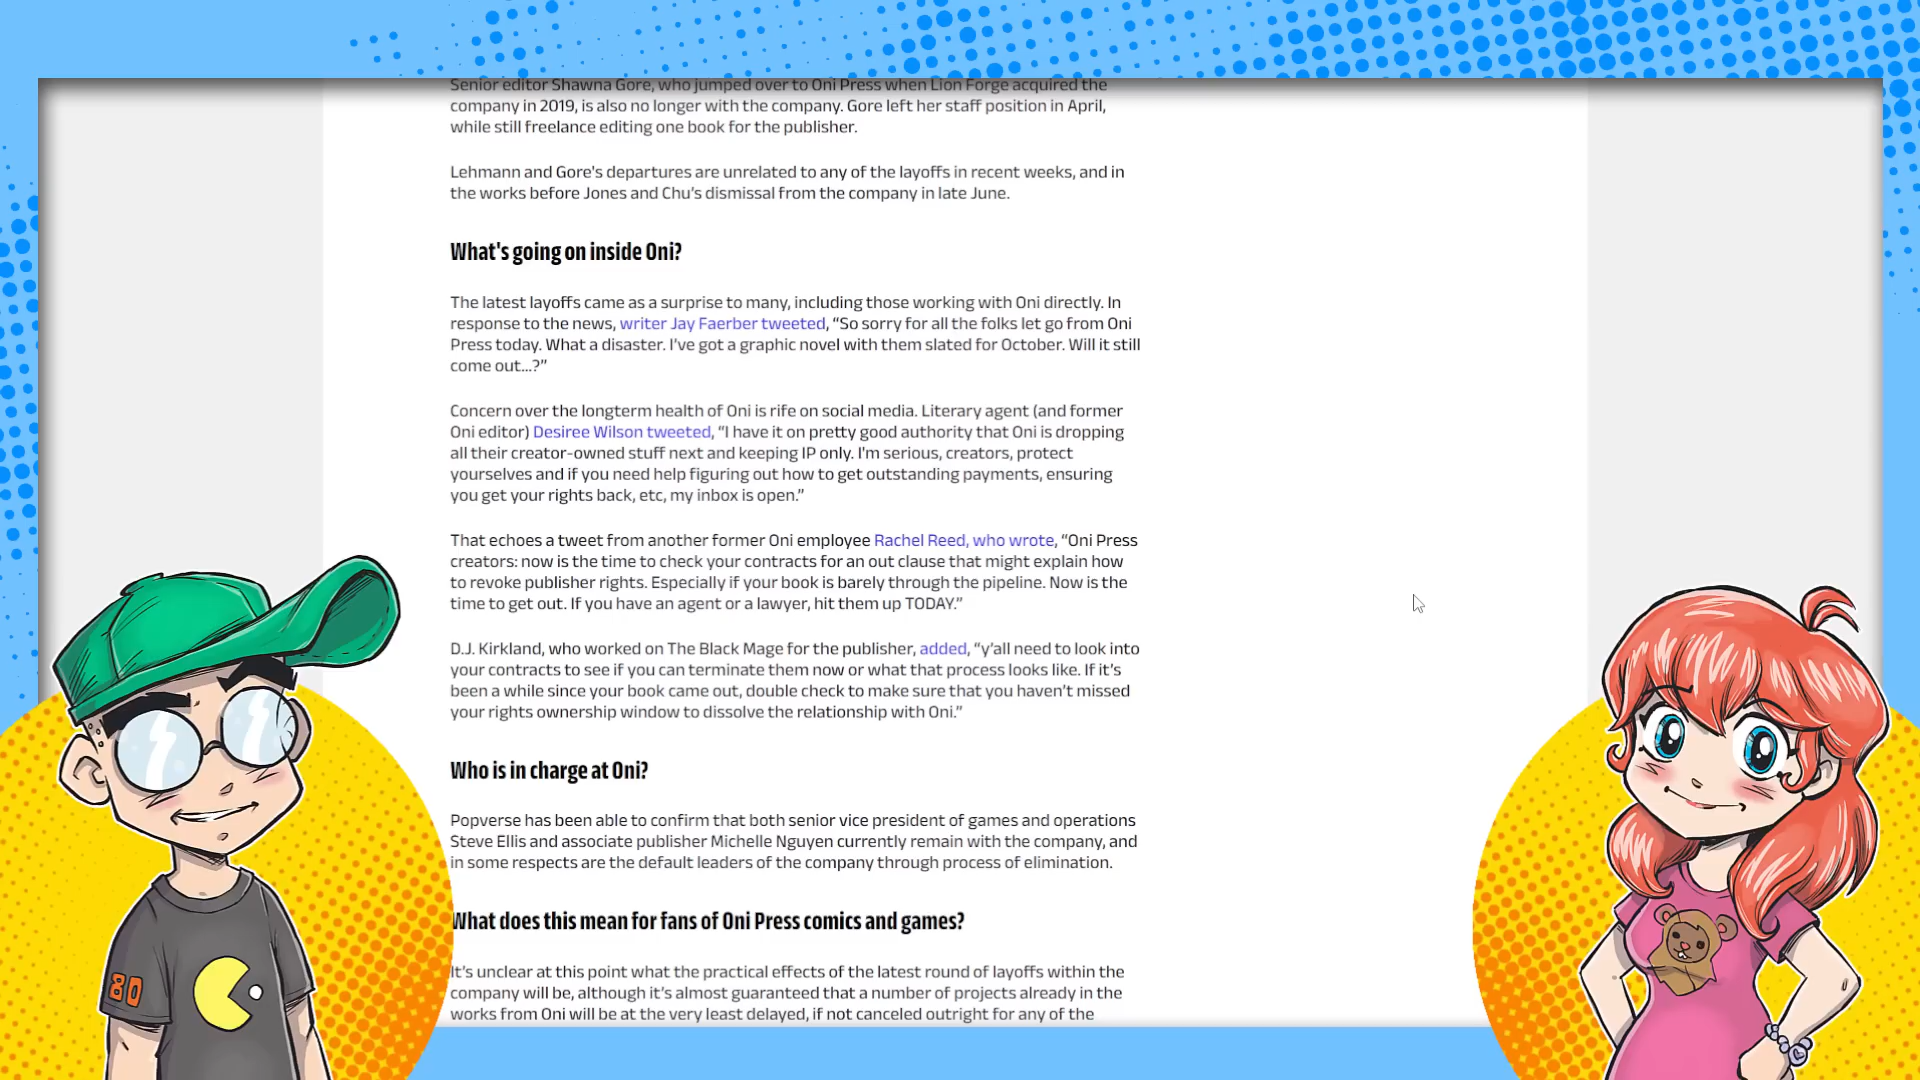 Senior editor Shawna Gore, who jumped over to Oni Press when Lion Forge acquired the
company in 2019, is also no longer with the company. Gore left her staff position in April,
while still freelance editing one book for the publisher.
Lehmann and Gore's departures are unrelated to any of the layoffs in recent weeks, and in
the works before Jones and Chu’s dismissal from the company in late June.
What's going on inside Oni?
The latest layoffs came as a surprise to many, including those working with Oni directly. In
response to the news, writer Jay Faerber tweeted, “So sorry for all the folks let go from Oni
Press today. What a disaster. I’ve got a graphic novel with them slated for October. Will it still
come out…?”
Concern over the longterm health of Oni is rife on social media. Literary agent (and former
Oni editor) Desiree Wilson tweeted, “I have it on pretty good authority that Oni is dropping
all their creator-owned stuff next and keeping IP only. I'm serious, creators, protect
yourselves and if you need help figuring out how to get outstanding payments, ensuring
you get your rights back, etc, my inbox is open.”
That echoes a tweet from another former Oni employee Rachel Reed, who wrote, “Oni Press
creators: now is the time to check your contracts for an out clause that might explain how
to revoke publisher rights. Especially if your book is barely through the pipeline. Now is the
time to get out. If you have an agent or a lawyer, hit them up TODAY.”
D.J. Kirkland, who worked on The Black Mage for the publisher, added, “y’all need to look into
your contracts to see if you can terminate them now or what that process looks like. If it’s
been a while since your book came out, double check to make sure that you haven’t missed
your rights ownership window to dissolve the relationship with Oni.”
Who is in charge at Oni?
Popverse has been able to confirm that both senior vice president of games and operations
Steve Ellis and associate publisher Michelle Nguyen currently remain with the company, and
in some respects are the default leaders of the company through process of elimination.
What does this mean for fans of Oni Press comics and games?
It’s unclear at this point what the practical effects of the latest round of layoffs within the
company will be, although it’s almost guaranteed that a number of projects already in the
works from Oni will be at the very least delayed, if not canceled outright for any of the
80